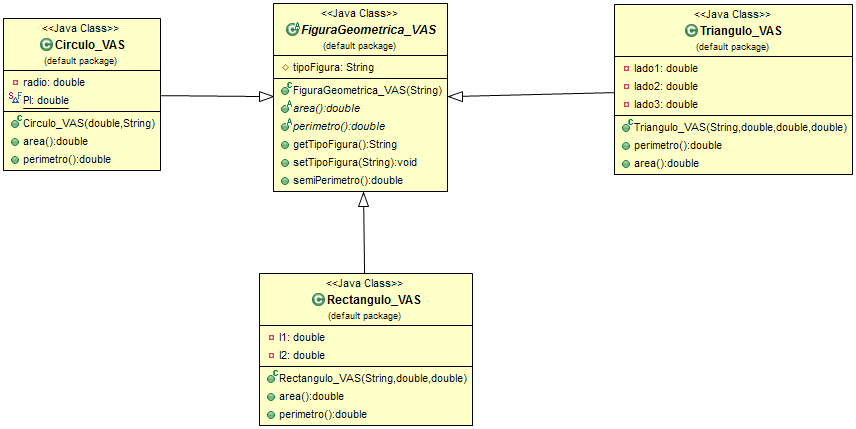 <<Java Class>>
Circulo_VAS
(default package)
radio: double
PI: double
Circulo_VAS(double,String)
area():double
perimetro():double
<<Java Class>>
FiguraGeometrica_VAS
(default package)
tipoFigura: String
FiguraGeometrica_VAS(String)
area():double
perimetro():double
getTipoFigura():String
setTipoFigura(String):void
semiPerimetro():double
<<Java Class>>
Triangulo_VAS
(default package)
lado1: double
lado2: double
lado3: double
Triangulo_VAS(String,double,double,double)
perimetro():double
area():double
<<Java Class>>
Rectangulo_VAS
(default package)
l1: double
l2: double
Rectangulo_VAS(String,double,double)
area():double
perimetro():double